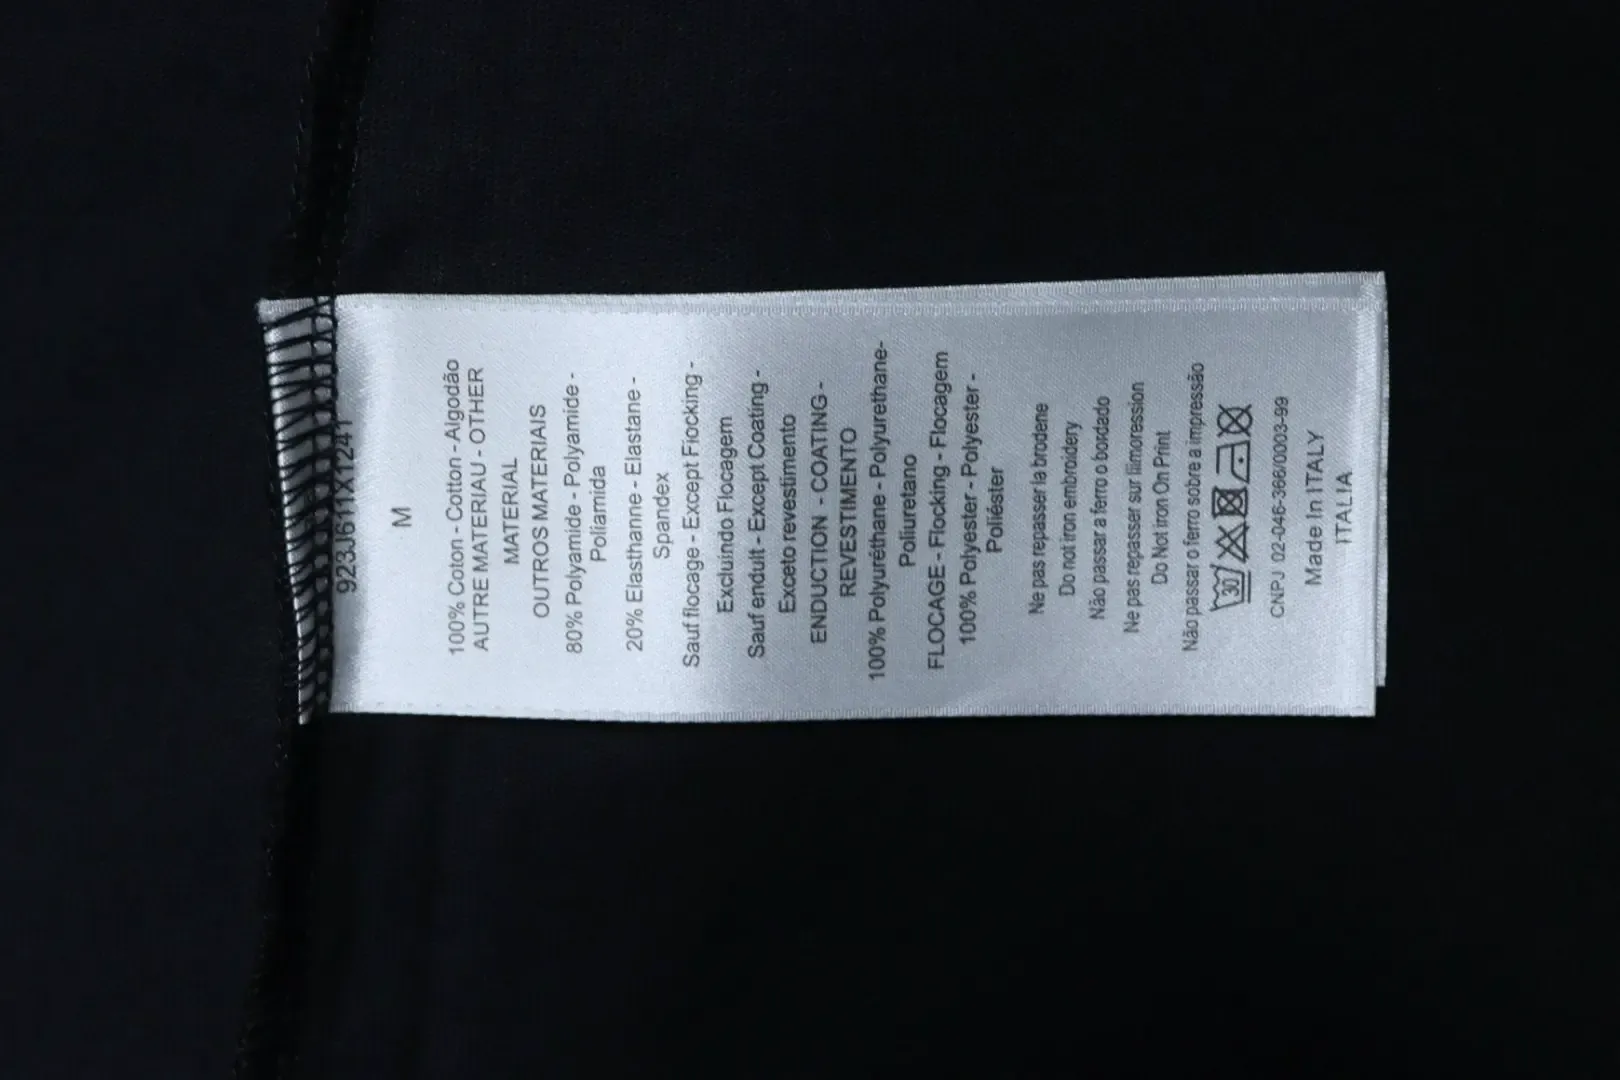 923J611X1241
M
100% Coton - Cotton - Algodão
AUTRE MATERIAU - OTHER
MATERIAL
OUTROS MATERIAIS
80% Polyamide - Polyamide -
Poliamida
20% Elasthanne - Elastane -
Spandex
Sauf flocage - Except Fiocking -
Excluindo Flocagem
Sauf endult - Except Coating -
Exceto revestimento
ENDUCTION - COATING-
REVESTIMENTO
100% Polyuréthane - Polyurethane-
Poliuretano
FLOCAGE - Flocking - Flocagem
100% Polyester - Polyester -
Poliéster
Ne pas repasser la brodene
Do not iron embroidery
Não passar a ferro o bordado
Ne pas repasser sur limoression
Do Not iron On Print
Não passar o ferro sobre a impressão
30
CNPJ 02-046-366/0003-99
Made In ITALY
ITALIA